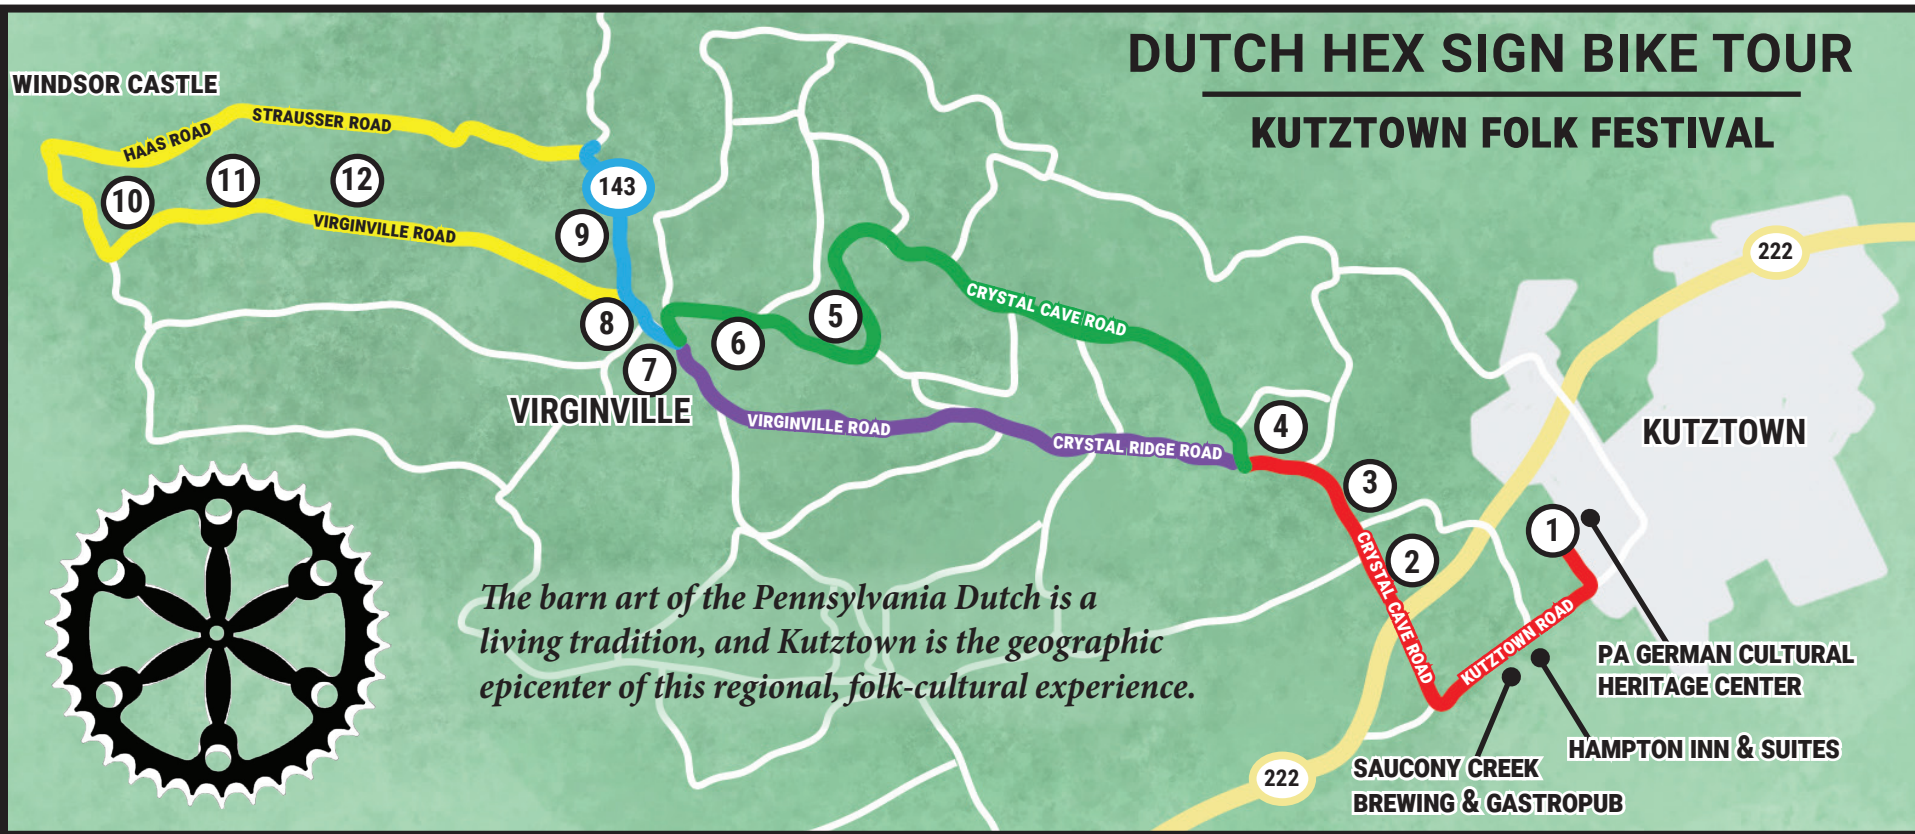 DUTCH HEX SIGN BIKE TOUR
KUTZTOWN FOLK FESTIVAL
WINDSOR CASTLE
HAAS ROAD
STRAUSSER ROAD
10
11
12
VIRGINVILLE ROAD
143
9
8
7
VIRGINVILLE
6
5
CRYSTAL CAVE ROAD
VIRGINVILLE ROAD
CRYSTAL RIDGE ROAD
4
3
2
1
CRYSTAL CAVE ROAD
KUTZTOWN ROAD
222
KUTZTOWN
222
PA GERMAN CULTURAL
HERITAGE CENTER
HAMPTON INN & SUITES
SAUCONY CREEK
BREWING & GASTROPUB
The barn art of the Pennsylvania Dutch is a
living tradition, and Kutztown is the geographic
epicenter of this regional, folk-cultural experience.